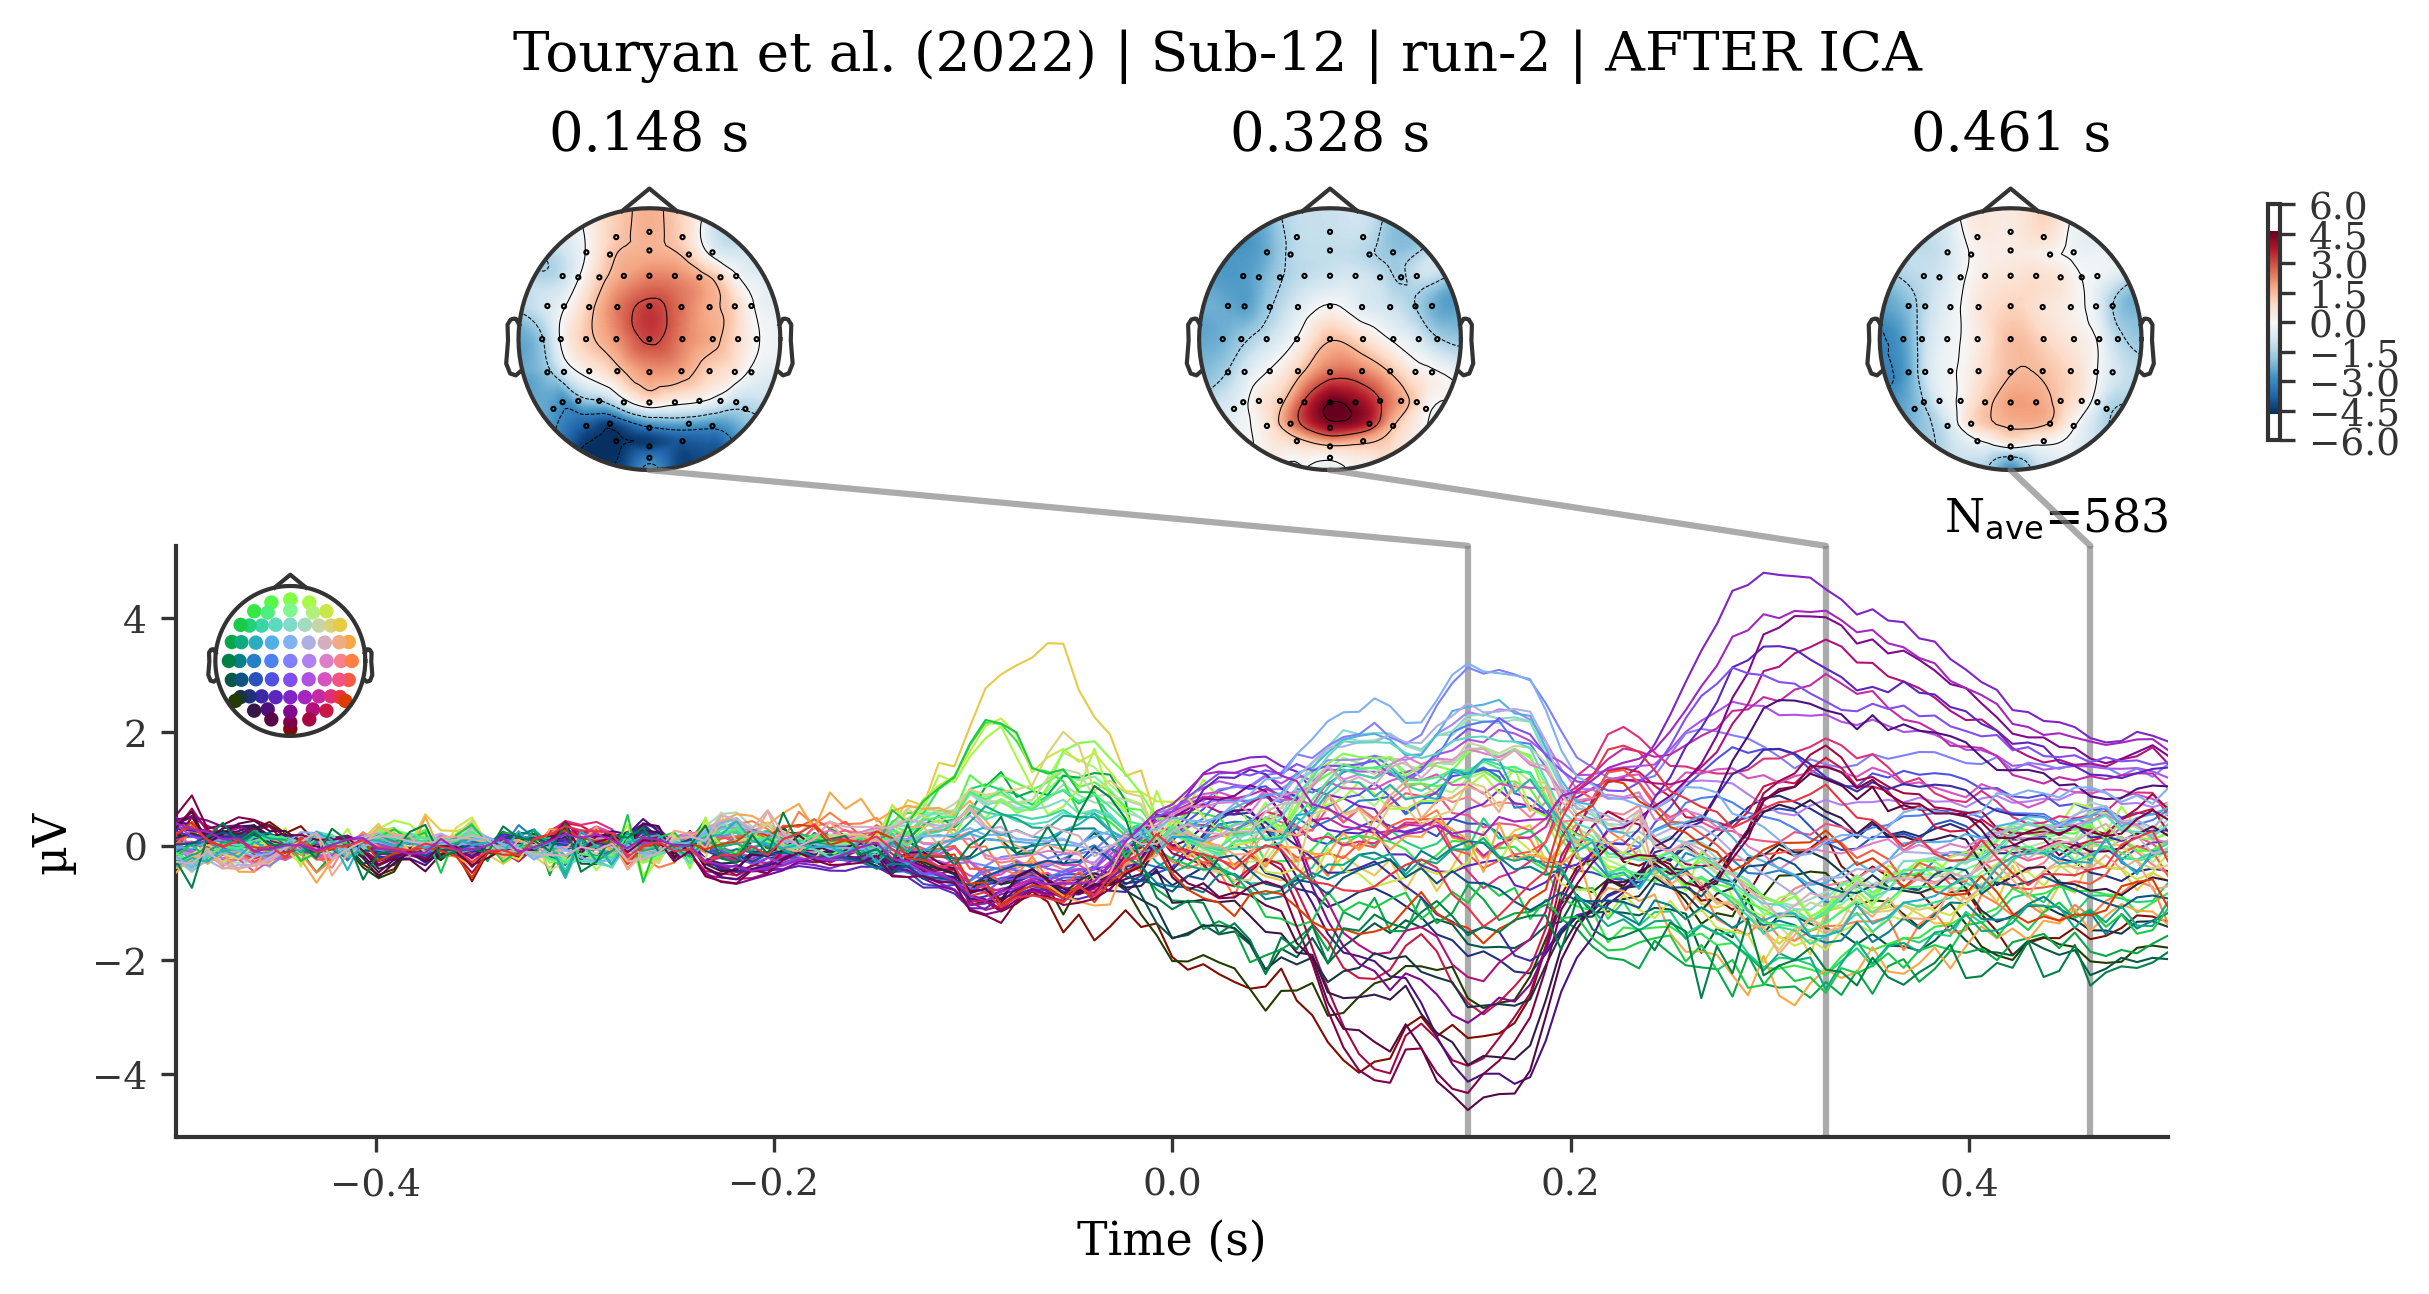 Touryan et al. (2022) | Sub-12 | run-2 | AFTER ICA
0.148 s
0.328 s
0.461 s
6.0
4.5
3.0
1.5
0.0
−1.5
−3.0
−4.5
−6.0
Nave=583
4
2
0
−2
−4
µV
−0.4
−0.2
0.0
0.2
0.4
Time (s)